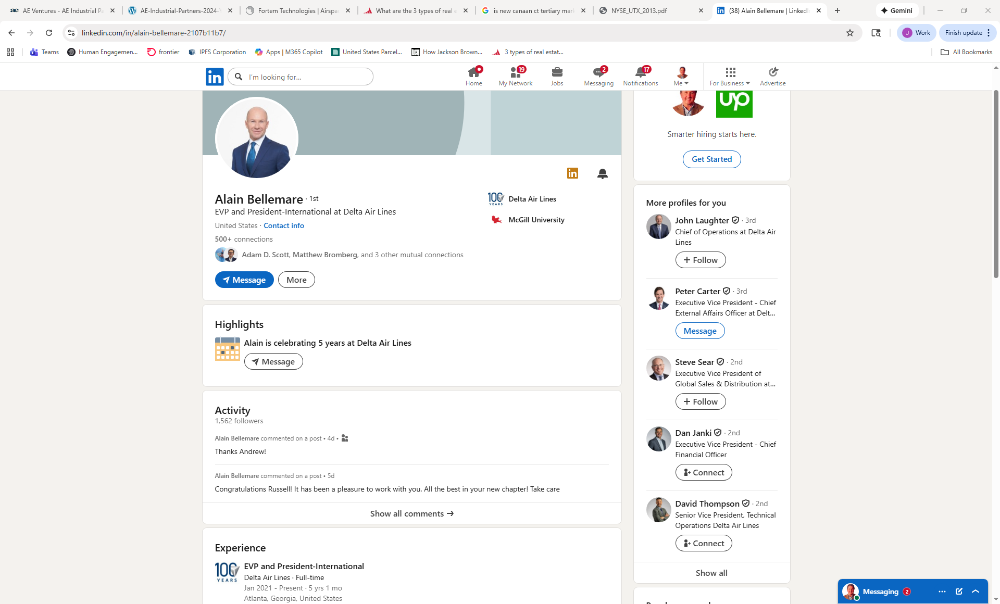 AE Ventures - AE Industrial Pa
AE-Industrial-Partners-2024-
Fortem Technologies | Airspa
What are the 3 types of real e
is new canaan ct tertiary mark
NYSE_UTX_2013.pdf
(38) Alain Bellemare | LinkedIn
Gemini
linkedin.com/in/alain-bellemare-2107b11b7/
J
Work
Finish update
Teams
Human Engagemen...
frontier
IPFS Corporation
Apps | M365 Copilot
United States Parcel...
How Jackson Brown...
3 types of real estat...
All Bookmarks
in
I'm looking for...
Home
19
My Network
Jobs
2
Messaging
17
Notifications
Me
For Business
Advertise
up
Smarter hiring starts here.
Get Started
in
Alain Bellemare · 1st
EVP and President-International at Delta Air Lines
United States · Contact info
500+ connections
Adam D. Scott, Matthew Bromberg, and 3 other mutual connections
Message
More
100
YEARS
Delta Air Lines
McGill University
Highlights
Alain is celebrating 5 years at Delta Air Lines
Message
Activity
1,562 followers
Alain Bellemare commented on a post • 4d •
Thanks Andrew!
Alain Bellemare commented on a post • 5d
Congratulations Russell! It has been a pleasure to work with you. All the best in your new chapter! Take care
Show all comments →
Experience
100
YEARS
EVP and President-International
Delta Air Lines · Full-time
Jan 2021 - Present · 5 yrs 1 mo
Atlanta, Georgia, United States
More profiles for you
John Laughter · 3rd
Chief of Operations at Delta Air
Lines
+ Follow
Peter Carter · 3rd
Executive Vice President - Chief
External Affairs Officer at Delt...
Message
Steve Sear · 2nd
Executive Vice President of
Global Sales & Distribution at...
+ Follow
Dan Janki · 2nd
Executive Vice President - Chief
Financial Officer
Connect
David Thompson · 2nd
Senior Vice President, Technical
Operations Delta Air Lines
Connect
Show all
Messaging 2